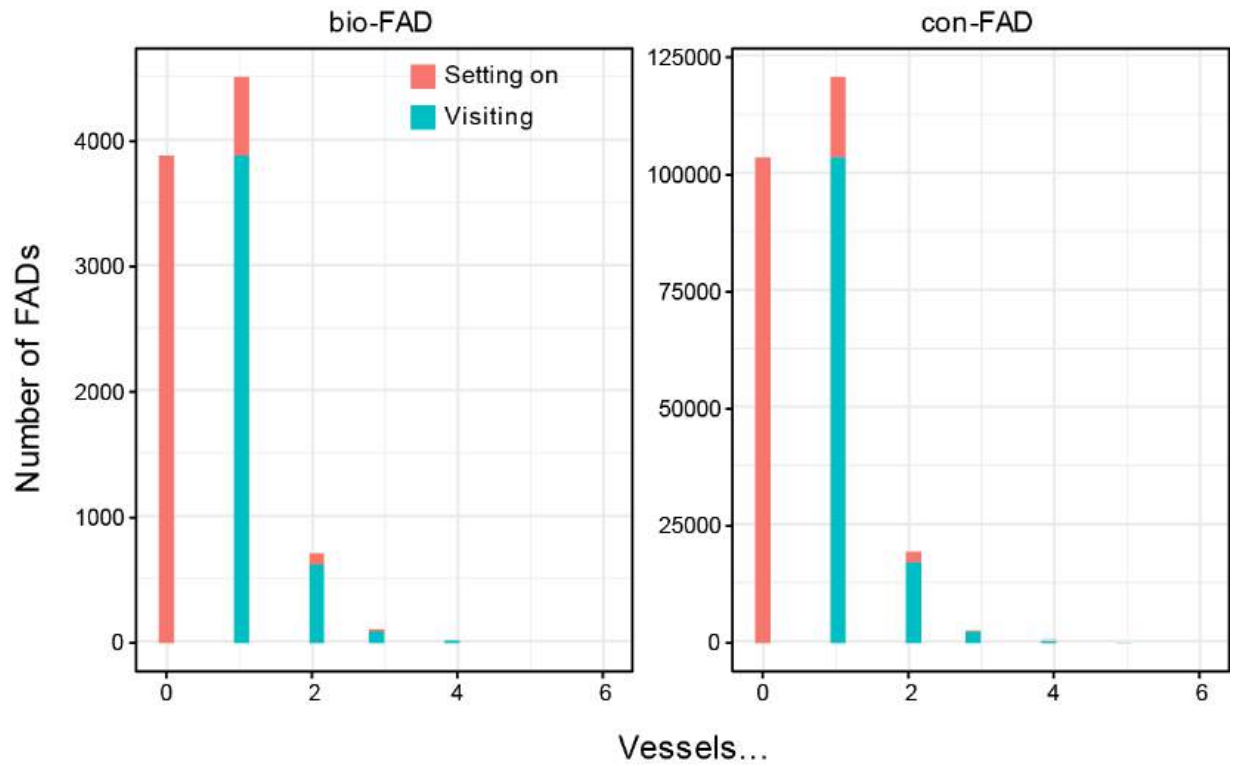 bio-FAD
con-FAD
Setting on
Visiting
Number of FADs
4000
3000
2000
1000
0
125000
100000
75000
50000
25000
0
0 2 4 6
0 2 4 6
Vessels...